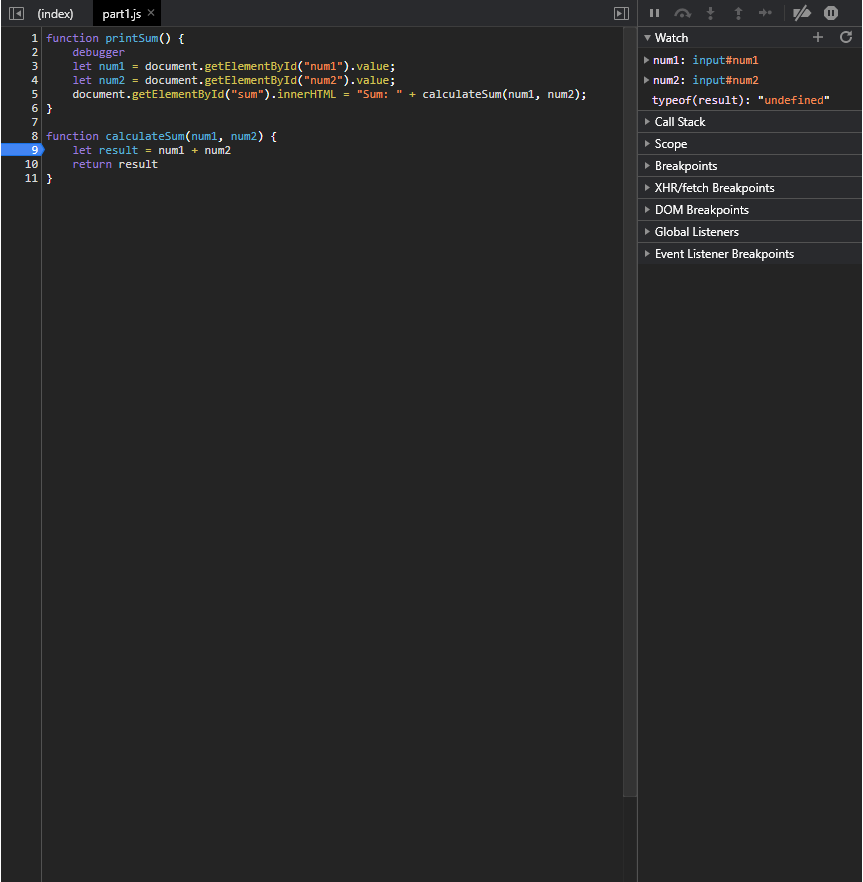 (index) part1.js ×
1 function printSum() {
2     debugger
3     let num1 = document.getElementById("num1").value;
4     let num2 = document.getElementById("num2").value;
5     document.getElementById("sum").innerHTML = "Sum: " + calculateSum(num1, num2);
6 }
7
8 function calculateSum(num1, num2) {
9     let result = num1 + num2
10     return result
11 }
Watch
num1: input#num1
num2: input#num2
typeof(result): "undefined"
Call Stack
Scope
Breakpoints
XHR/fetch Breakpoints
DOM Breakpoints
Global Listeners
Event Listener Breakpoints